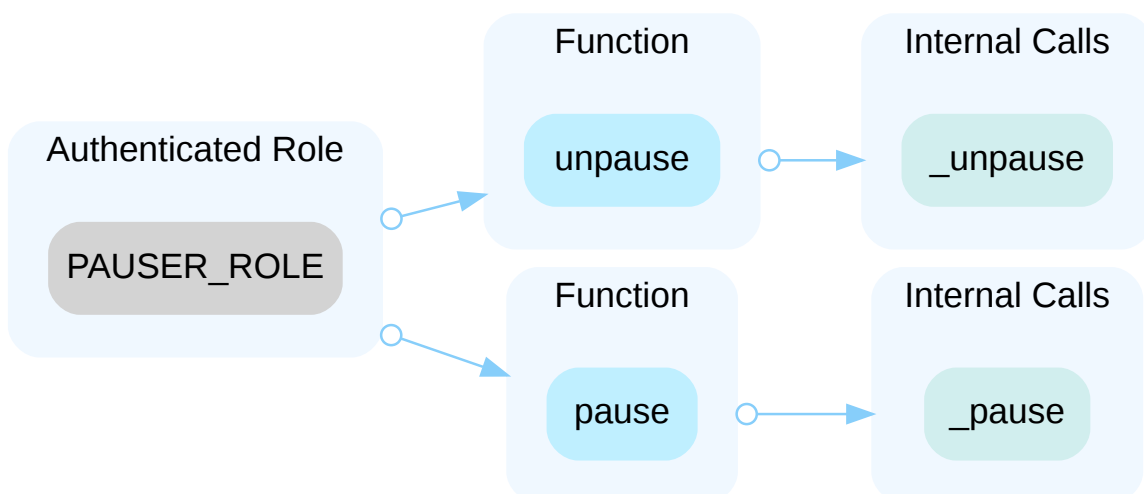 Authenticated Role
PAUSER_ROLE
Function
unpause
Internal Calls
_unpause
Function
pause
Internal Calls
_pause